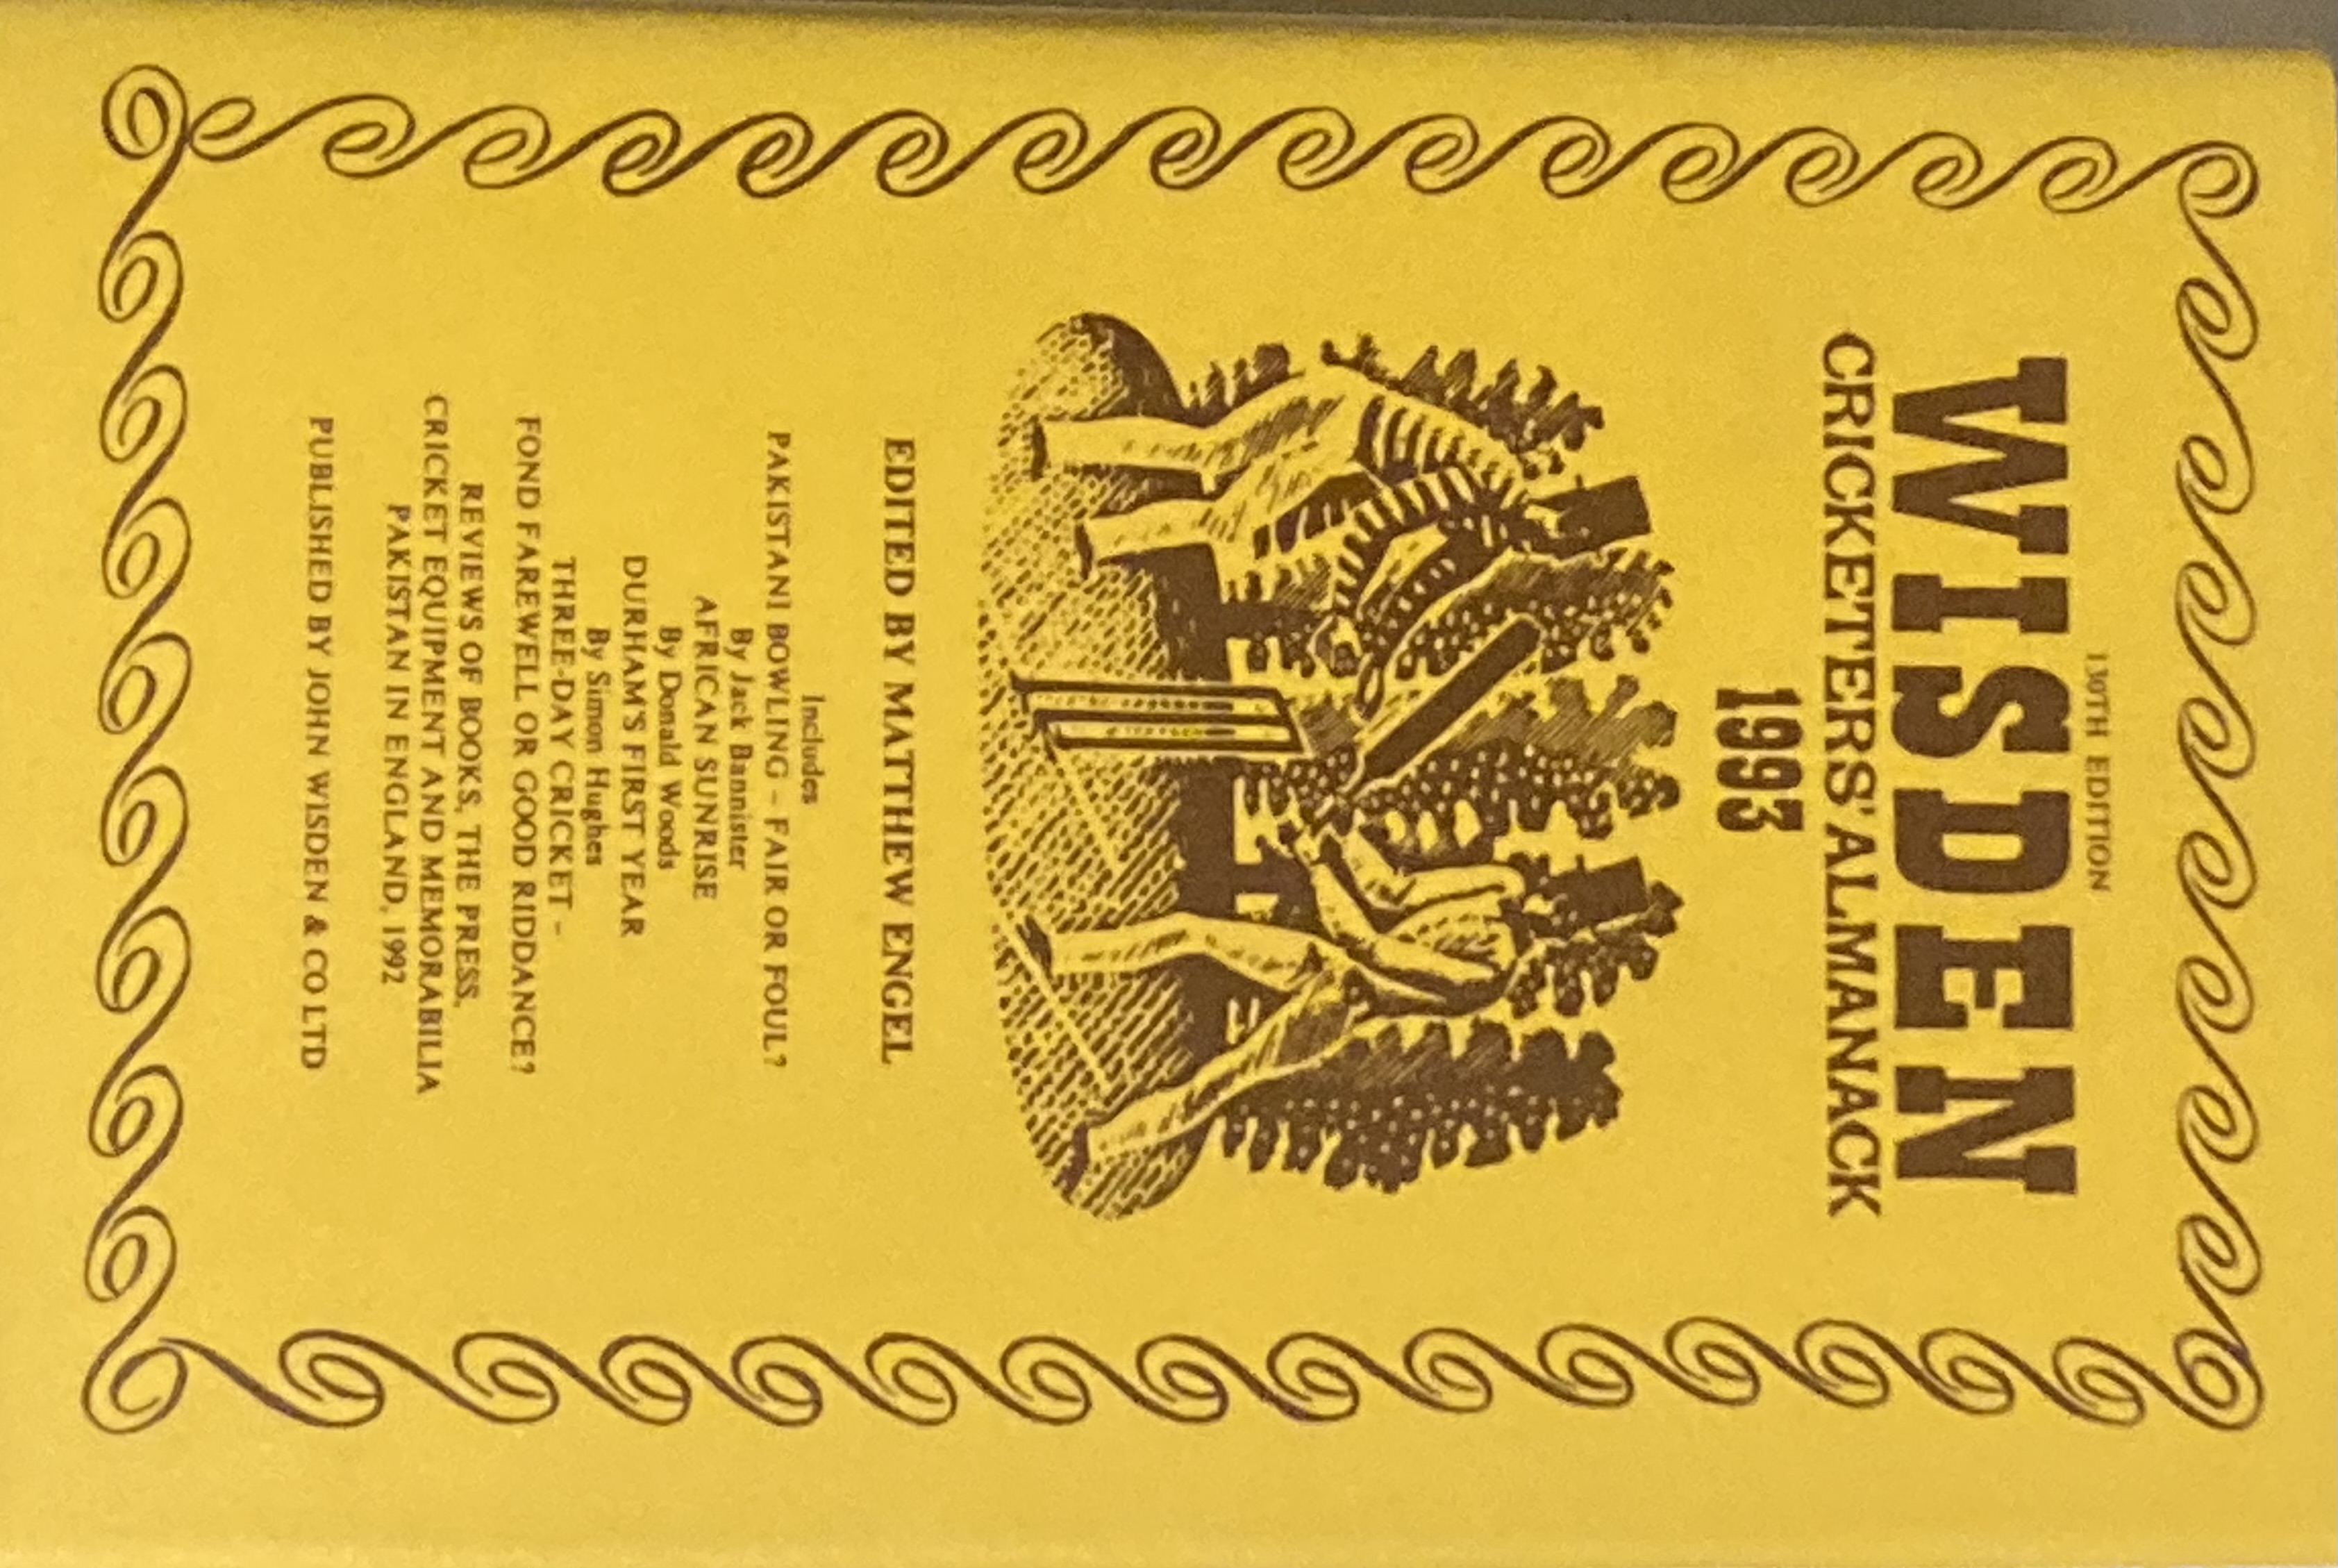 130TH EDITION
WISDEN
CRICKETERS' ALMANACK
1993
EDITED BY MATTHEW ENGEL
Includes
PAKISTANI BOWLING – FAIR OR FOUL?
By Jack Bannister
AFRICAN SUNRISE
By Donald Woods
DURHAM'S FIRST YEAR
By Simon Hughes
THREE-DAY CRICKET –
FOND FAREWELL OR GOOD RIDDANCE?
REVIEWS OF BOOKS, THE PRESS,
CRICKET EQUIPMENT AND MEMORABILIA
PAKISTAN IN ENGLAND, 1992
PUBLISHED BY JOHN WISDEN & CO LTD